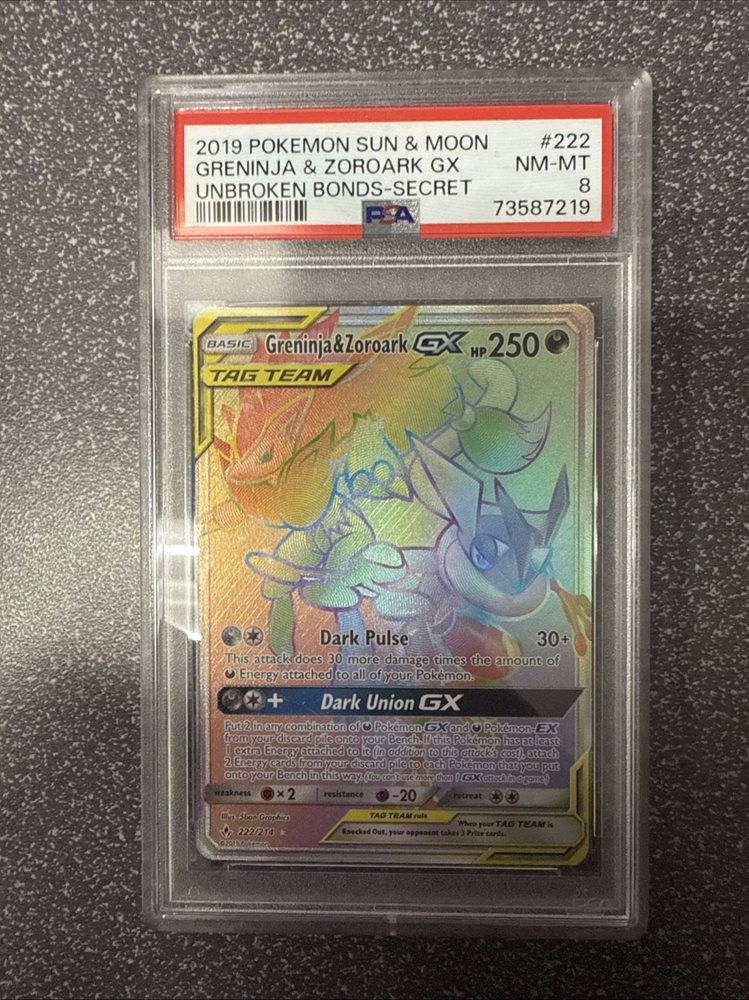 2019 POKEMON SUN & MOON #222
GRENINJA & ZOROARK GX NM-MT
UNBROKEN BONDS-SECRET 8
PSA 73587219
BASIC Greninja&Zoroark GX HP 250
TAG TEAM
Dark Pulse 30+
This attack does 30 more damage times the amount of
Energy attached to all of your Pokémon.
+ Dark Union GX
Put 2 in any combination of Pokémon-GX and Pokémon-EX
from your discard pile onto your Bench. If this Pokémon has at least
1 extra Energy attached to it (in addition to this attack's cost), attach
2 Energy cards from your discard pile to each Pokémon that you put
onto your Bench in this way. (You can't use more than 1 GX attack in a game.)
weakness ×2 resistance -20 retreat
Illus. 5ban Graphics
TAG TEAM rule
When your TAG TEAM is
222/214
Knocked Out, your opponent takes 3 Prize cards.
©2019 Pokémon